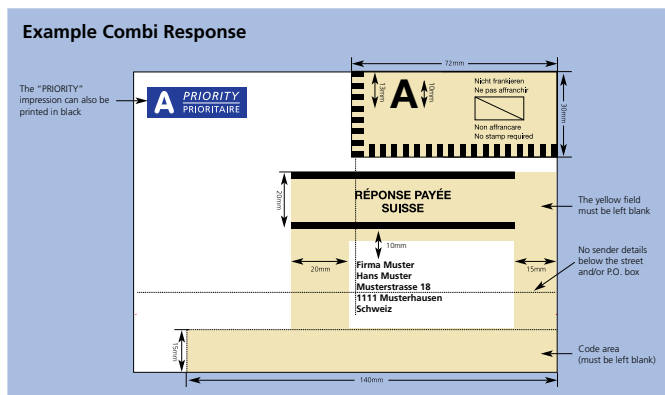 Example Combi Response
72mm
The “PRIORITY”
impression can also be
printed in black
A PRIORITY
PRIORITAIRE
13mm
A
10mm
Nicht frankieren
Ne pas affranchir
Non affrancare
No stamp required
30mm
20mm
RÉPONSE PAYÉE
SUISSE
The yellow field
must be left blank
10mm
20mm
15mm
Firma Muster
Hans Muster
Musterstrasse 18
1111 Musterhausen
Schweiz
No sender details
below the street
and/or P.O. box
15mm
Code area
(must be left blank)
140mm